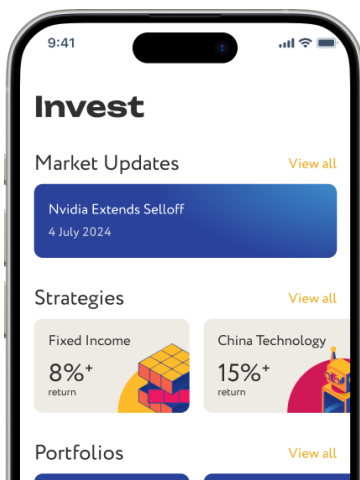 9:41
Invest
Market Updates View all
Nvidia Extends Selloff
4 July 2024
Strategies View all
Fixed Income China Technology
8%+ 15%+
return return
Portfolios View all